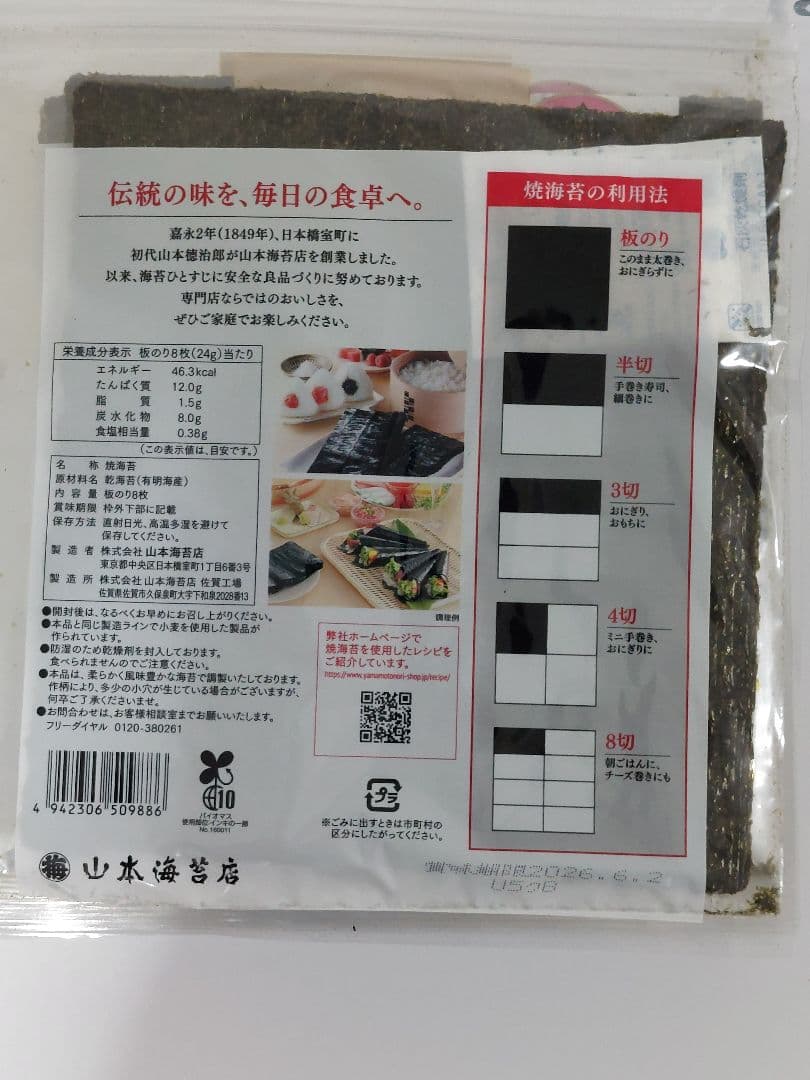 伝統の味を、毎日の食卓へ。
嘉永2年(1849年)、日本橋室町に
初代山本德治郎が山本海苔店を創業しました。
以来、海苔ひとすじに安全な良品づくりに努めております。
専門店ならではのおいしさを、
ぜひご家庭でお楽しみください。
栄養成分表示 板のり8枚(24g)当たり
エネルギー 46.3kcal
たんぱく質 12.0g
脂質 1.5g
炭水化物 8.0g
食塩相当量 0.38g
(この表示値は、目安です。)
名称 焼海苔
原材料名 乾海苔(有明海産)
内容量 板のり8枚
賞味期限 枠外下部に記載
保存方法 直射日光、高温多湿を避けて
保存してください。
製造者 株式会社 山本海苔店
東京都中央区日本橋室町1丁目6番3号
製造所 株式会社 山本海苔店 佐賀工場
佐賀県佐賀市久保泉町大字下和泉2028番13
●開封後は、なるべくお早めにお召し上がりください。
●本品と同じ製造ラインで小麦を使用した製品が
作られています。
●防湿のため乾燥剤を封入しております。
食べられませんのでご注意ください。
●本品は、柔らかく風味豊かな海苔で調製いたしております。
作柄により、多少の小穴が生じている場合がございますが、
何卒ご了承くださいませ。
●お問合わせは、お客様相談室までお願いいたします。
フリーダイヤル 0120-380261
4 942306 509886
10
バイオマス
使用部位:インキの一部
No.160011
梅 山本海苔店
調理例
弊社ホームページで
焼海苔を使用したレシピを
ご紹介しています。
https://www.yamamotonori-shop.jp/recipe/
プラ
※ごみに出すときは市町村の
区分にしたがってください。
焼海苔の利用法
板のり
このまま太巻き、
おにぎらずに
半切
手巻き寿司、
細巻きに
3切
おにぎり、
おもちに
4切
ミニ手巻き、
おにぎりに
8切
朝ごはんに、
チーズ巻きにも
賞味期限2026.6.2